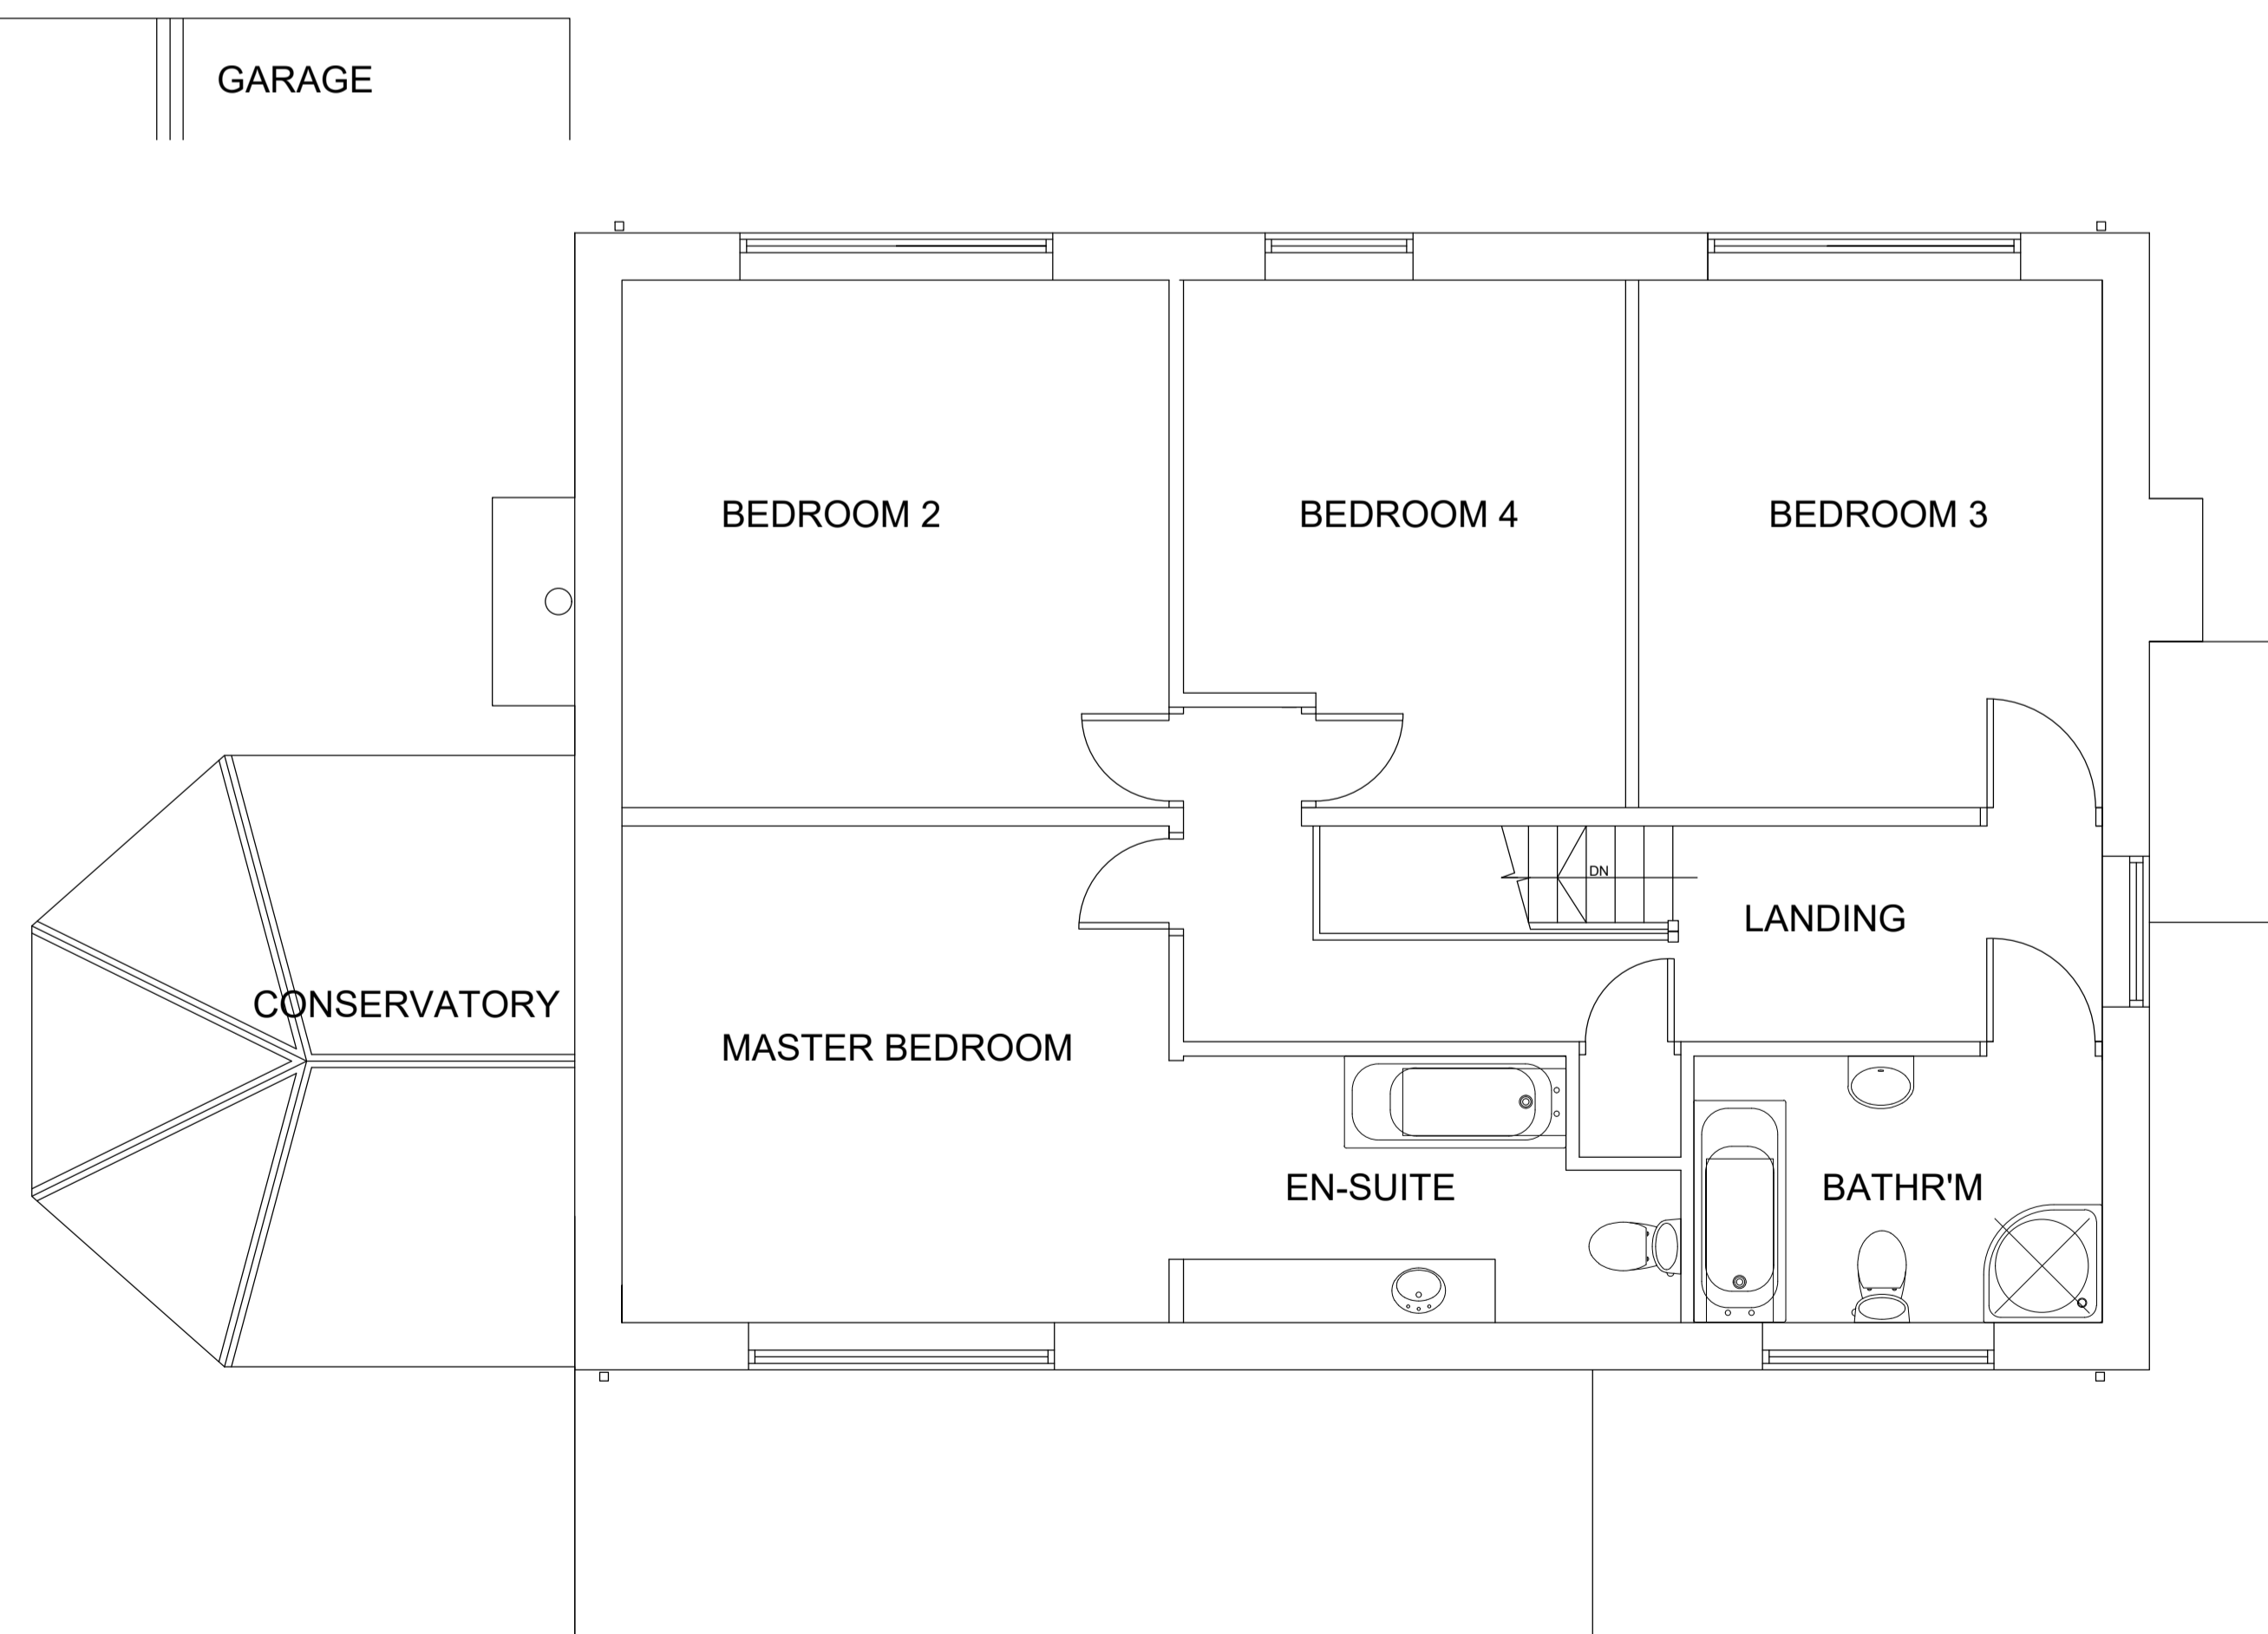 GARAGE
BEDROOM 2
BEDROOM 4
BEDROOM 3
DN
LANDING
CONSERVATORY
MASTER BEDROOM
EN-SUITE
BATHR'M